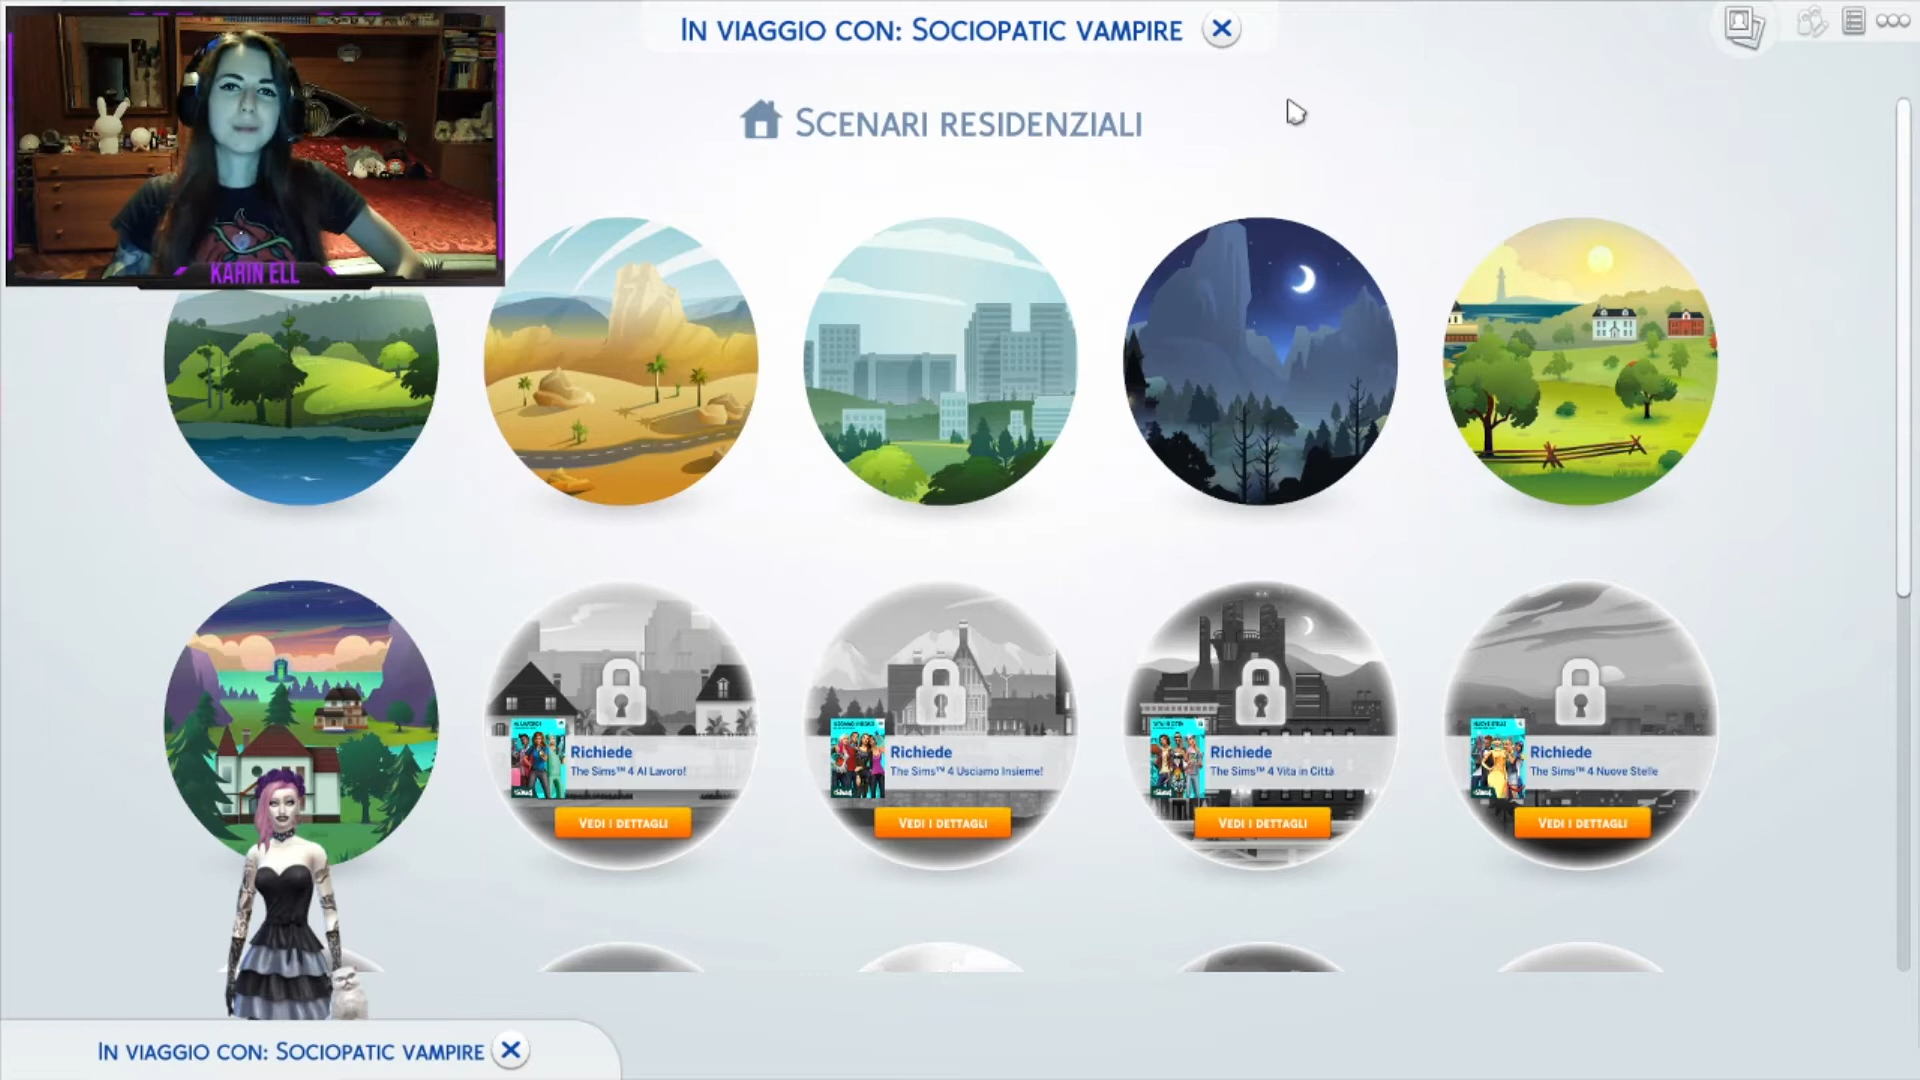 IN VIAGGIO CON: SOCIOPATIC VAMPIRE
SCENARI RESIDENZIALI
KARIN ELL
Richiede
The Sims™ 4 Al Lavoro!
VEDI I DETTAGLI
Richiede
The Sims™ 4 Usciamo Insieme!
VEDI I DETTAGLI
Richiede
The Sims™ 4 Vita in Città
VEDI I DETTAGLI
Richiede
The Sims™ 4 Nuove Stelle
VEDI I DETTAGLI
IN VIAGGIO CON: SOCIOPATIC VAMPIRE